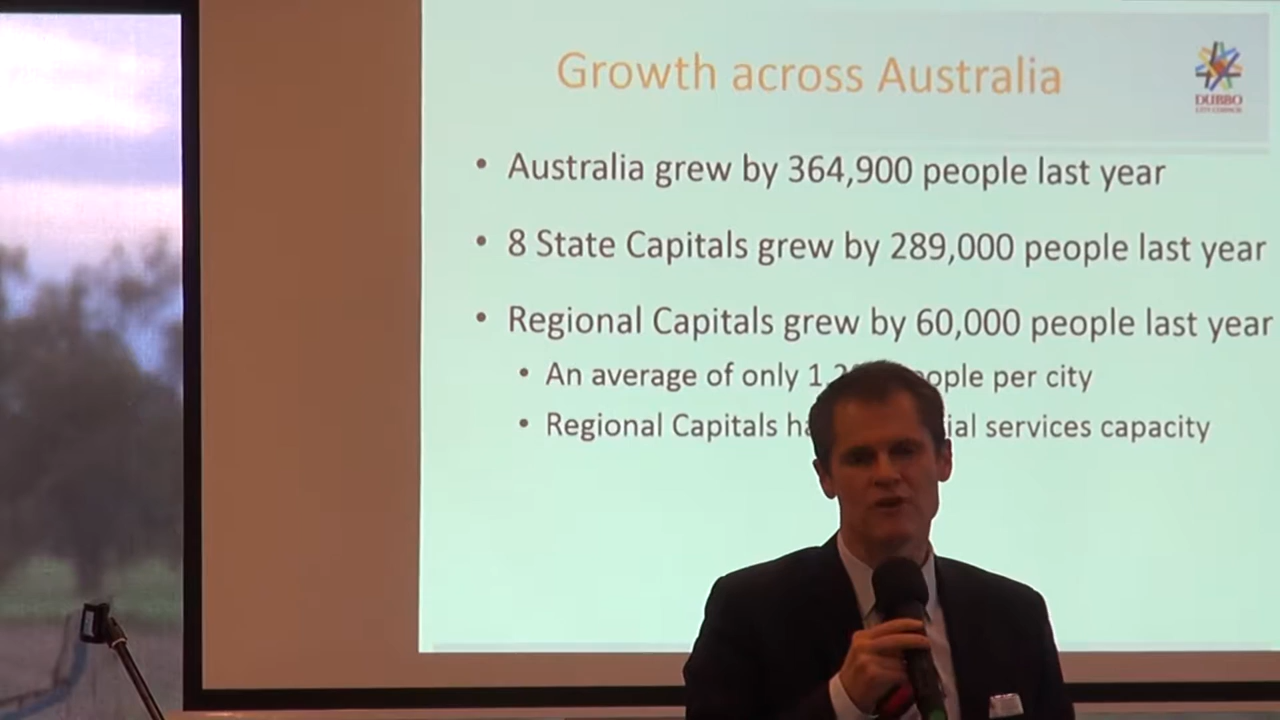 Growth across Australia
DUBBO
CITY COUNCIL
• Australia grew by 364,900 people last year
• 8 State Capitals grew by 289,000 people last year
• Regional Capitals grew by 60,000 people last year
• An average of only per city
• Regional Capitals services capacity